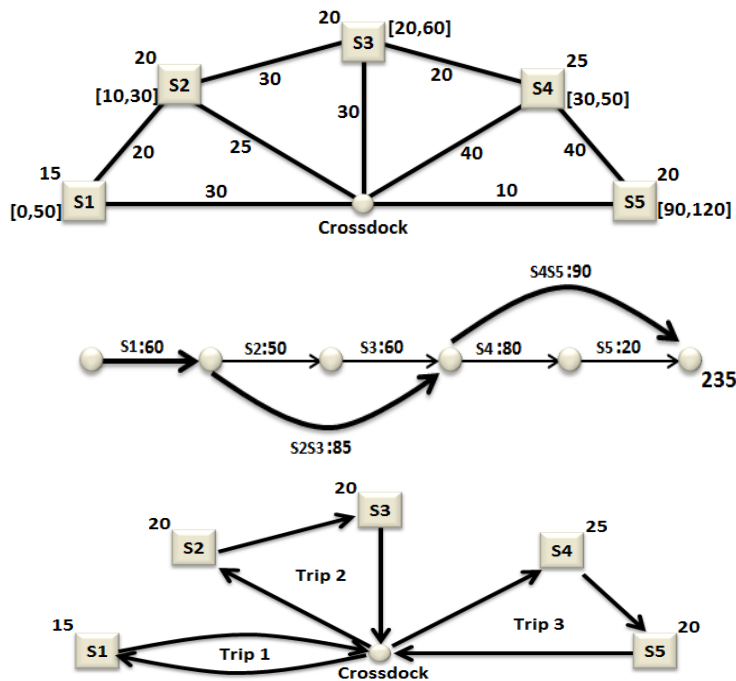 20
S3
[20,60]
20
S2
[10,30]
30
20
25
S4
[30,50]
20
25
30
40
40
15
S1
[0,50]
30
10
20
S5
[90,120]
Crossdock
S4S5:90
S1:60
S2:50
S3:60
S4:80
S5:20
235
S2S3:85
20
S3
20
S2
25
S4
Trip 2
Trip 3
15
S1
Trip 1
20
S5
Crossdock